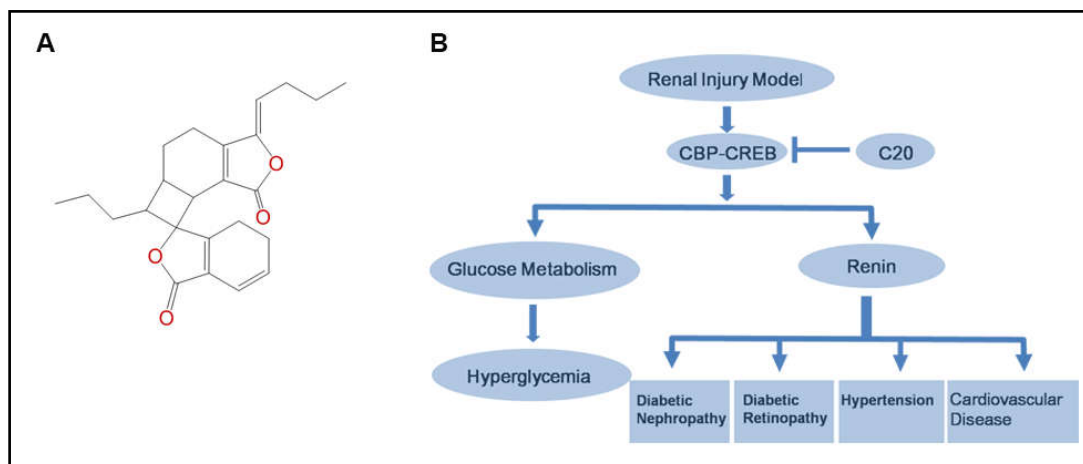 A
O
O
O
O
B
Renal Injury Model
CBP-CREB
C20
Glucose Metabolism
Renin
Hyperglycemia
Diabetic
Nephropathy
Diabetic
Retinopathy
Hypertension
Cardiovascular
Disease